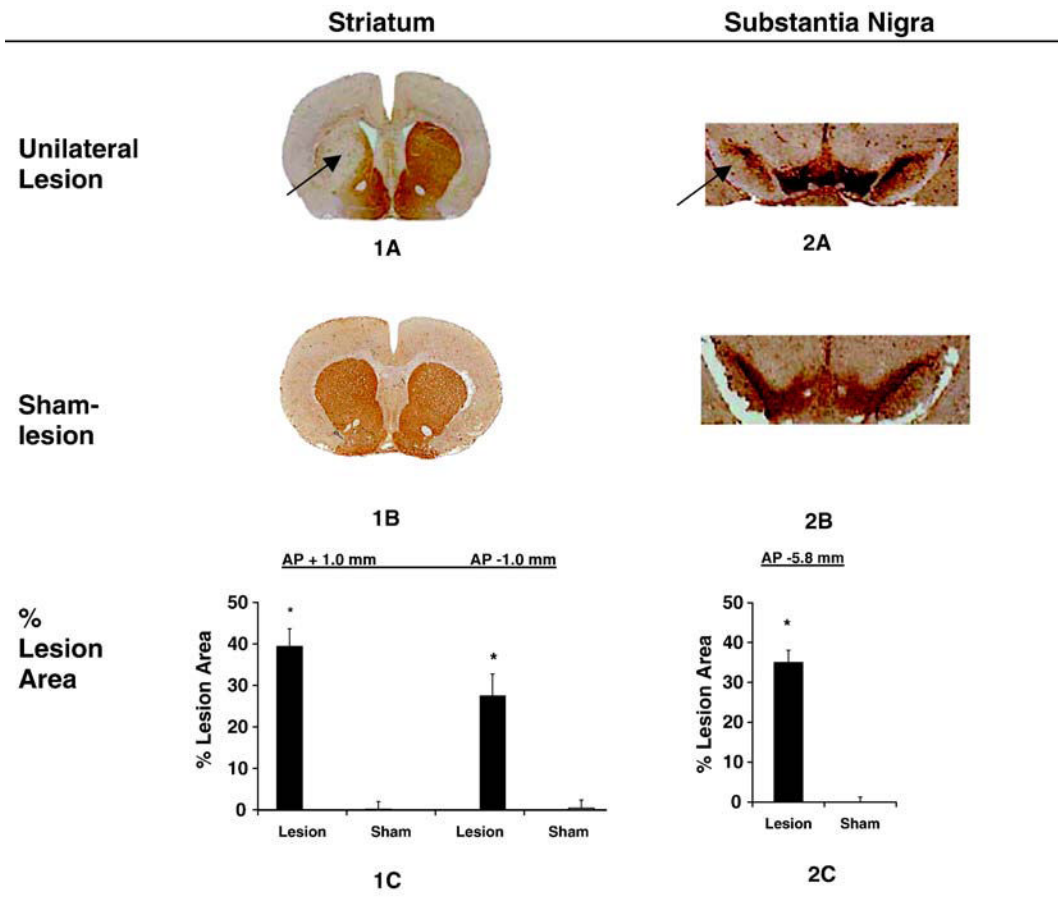 Striatum
Substantia Nigra
Unilateral
Lesion
1A
2A
Sham-
lesion
1B
2B
AP + 1.0 mm
AP -1.0 mm
AP -5.8 mm
%
Lesion
Area
% Lesion Area
50
40
30
20
10
0
*
*
Lesion
Sham
Lesion
Sham
1C
% Lesion Area
50
40
30
20
10
0
*
Lesion
Sham
2C